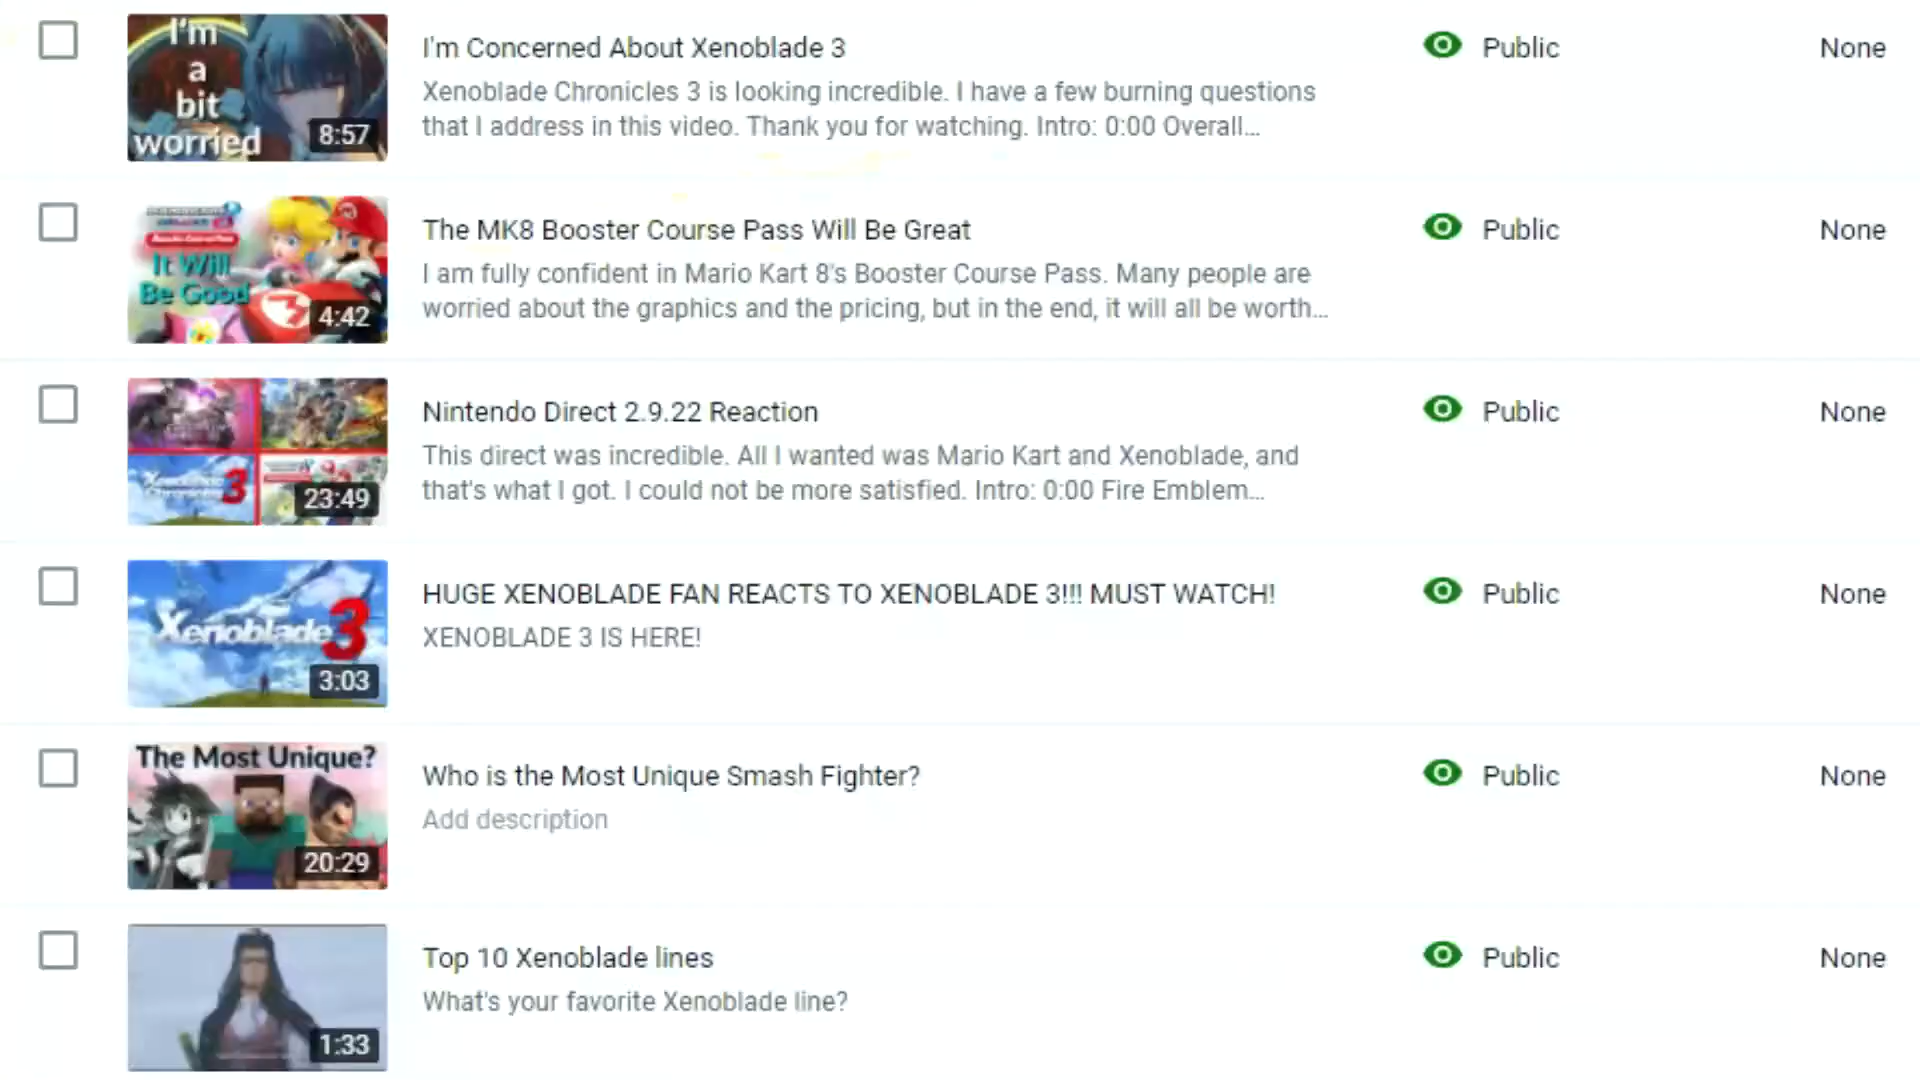 I'm
a
bit
worried
8:57
I'm Concerned About Xenoblade 3
Xenoblade Chronicles 3 is looking incredible. I have a few burning questions
that I address in this video. Thank you for watching. Intro: 0:00 Overall...
Public
None
It Will
Be Good
4:42
The MK8 Booster Course Pass Will Be Great
I am fully confident in Mario Kart 8's Booster Course Pass. Many people are
worried about the graphics and the pricing, but in the end, it will all be worth...
Public
None
Xenoblade
Chronicles 3
23:49
Nintendo Direct 2.9.22 Reaction
This direct was incredible. All I wanted was Mario Kart and Xenoblade, and
that's what I got. I could not be more satisfied. Intro: 0:00 Fire Emblem...
Public
None
Xenoblade 3
3:03
HUGE XENOBLADE FAN REACTS TO XENOBLADE 3!!! MUST WATCH!
XENOBLADE 3 IS HERE!
Public
None
The Most Unique?
20:29
Who is the Most Unique Smash Fighter?
Add description
Public
None
1:33
Top 10 Xenoblade lines
What's your favorite Xenoblade line?
Public
None